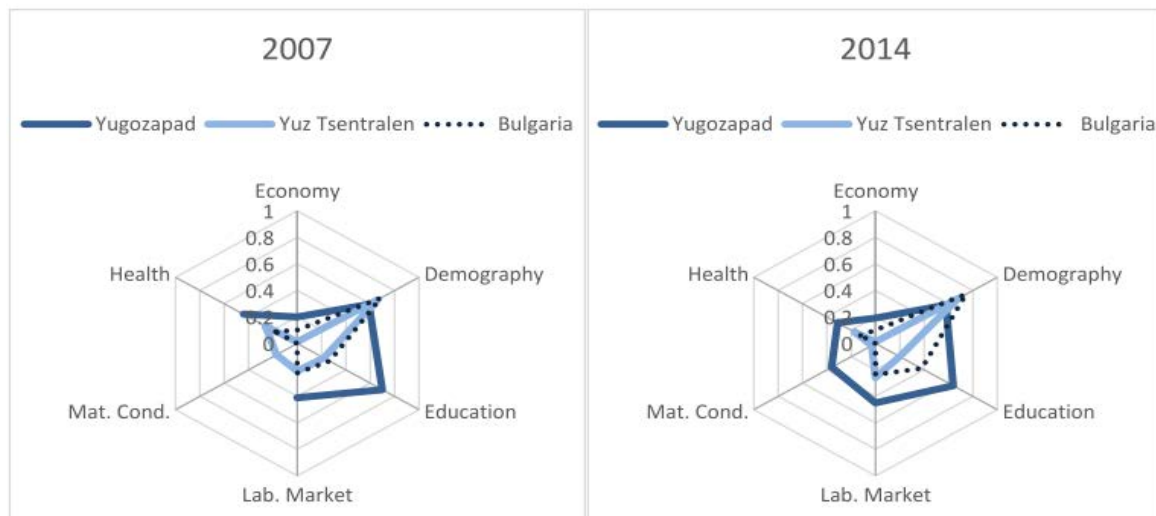 2007
Yugozapad Yuz Tsentralen Bulgaria
Economy
1
0.8
0.6
0.4
0.2
0
Health
Demography
Mat. Cond.
Education
Lab. Market
2014
Yugozapad Yuz Tsentralen Bulgaria
Economy
1
0.8
0.6
0.4
0.2
0
Health
Demography
Mat. Cond.
Education
Lab. Market